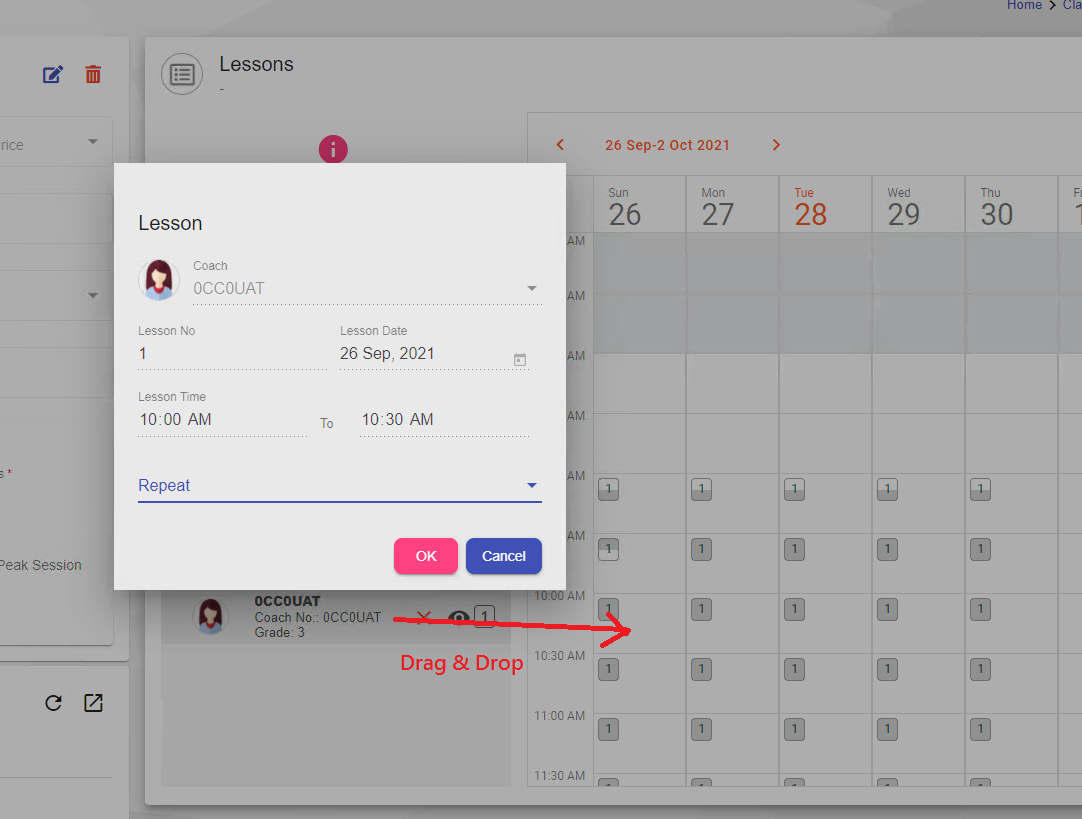 Home > Cla
Lessons
-
rice
26 Sep-2 Oct 2021
Sun Mon Tue Wed Thu Fr
26 27 28 29 30 1
Lesson
Coach
0CC0UAT
Lesson No Lesson Date
1 26 Sep, 2021
Lesson Time
10:00 AM To 10:30 AM
Repeat
OK Cancel
s *
Peak Session
AM
AM
AM
AM
AM
1 1 1 1 1
AM
1 1 1 1 1
10:00 AM
1 1 1 1 1
0CC0UAT
Coach No.: 0CC0UAT 1
Grade: 3
Drag & Drop
10:30 AM
1 1 1 1 1
11:00 AM
1 1 1 1 1
11:30 AM